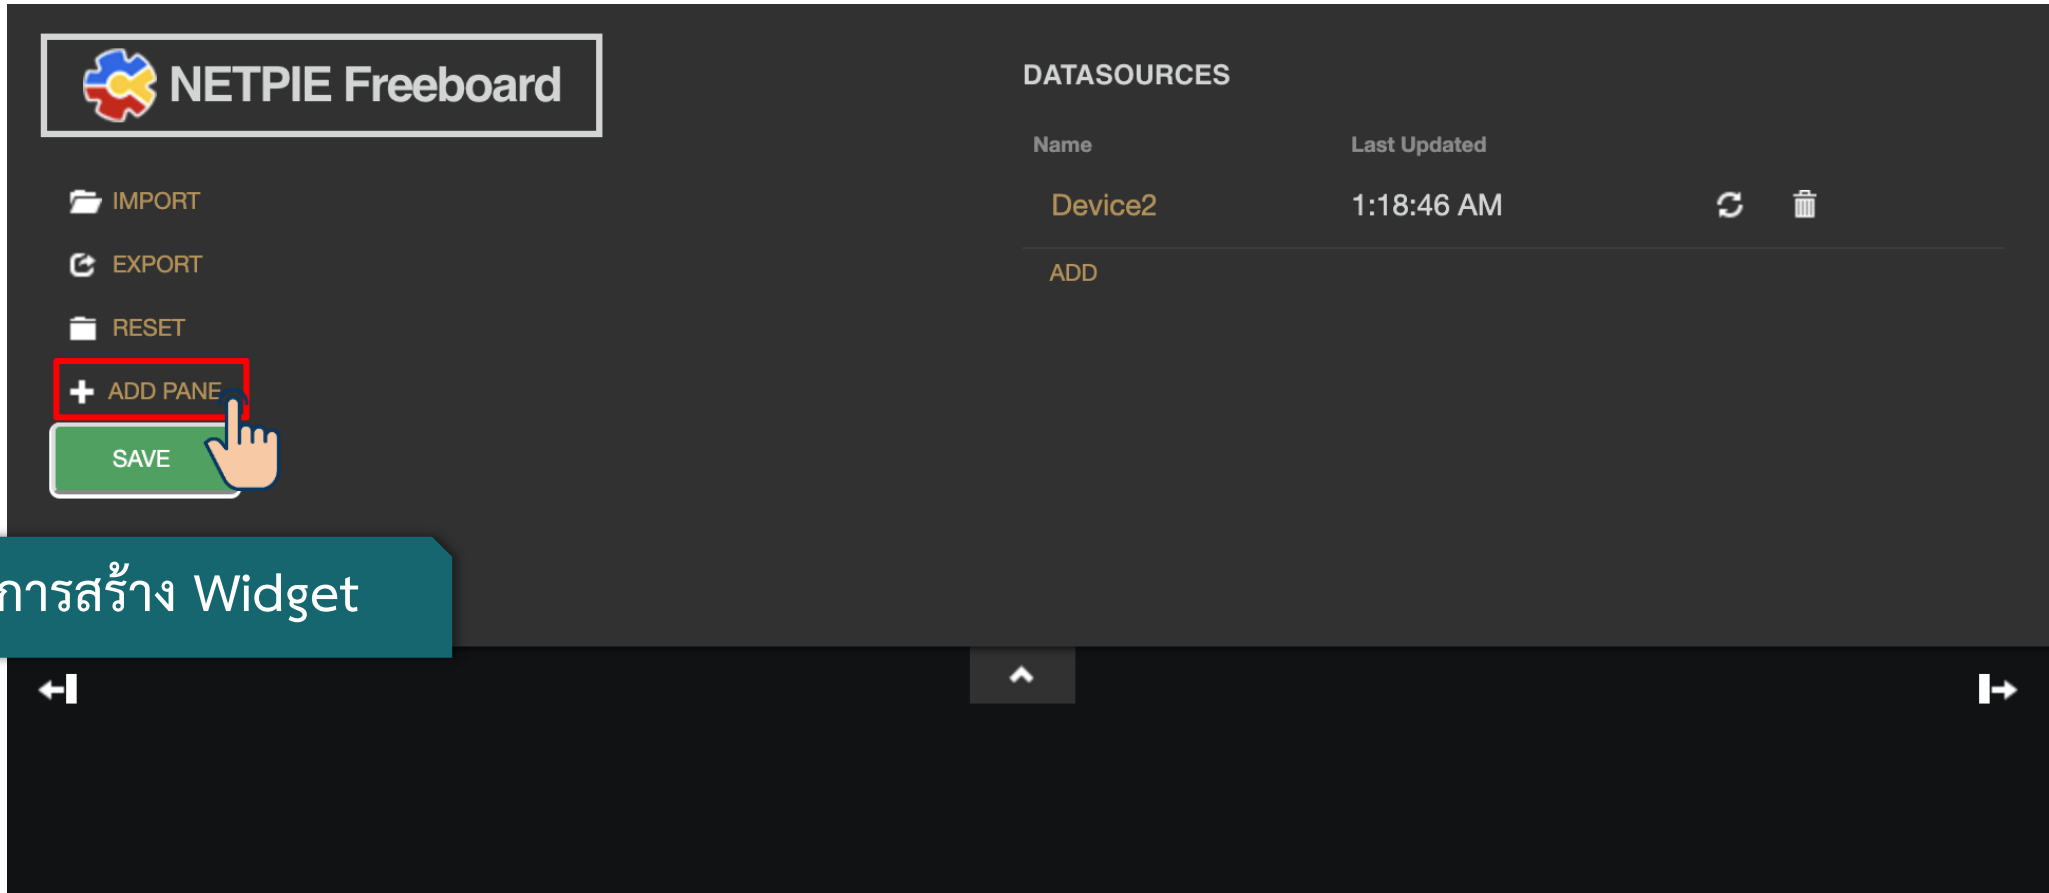 NETPIE Freeboard
IMPORT
EXPORT
RESET
ADD PANE
SAVE
DATASOURCES
Name Last Updated
Device2 1:18:46 AM
ADD
การสร้าง Widget